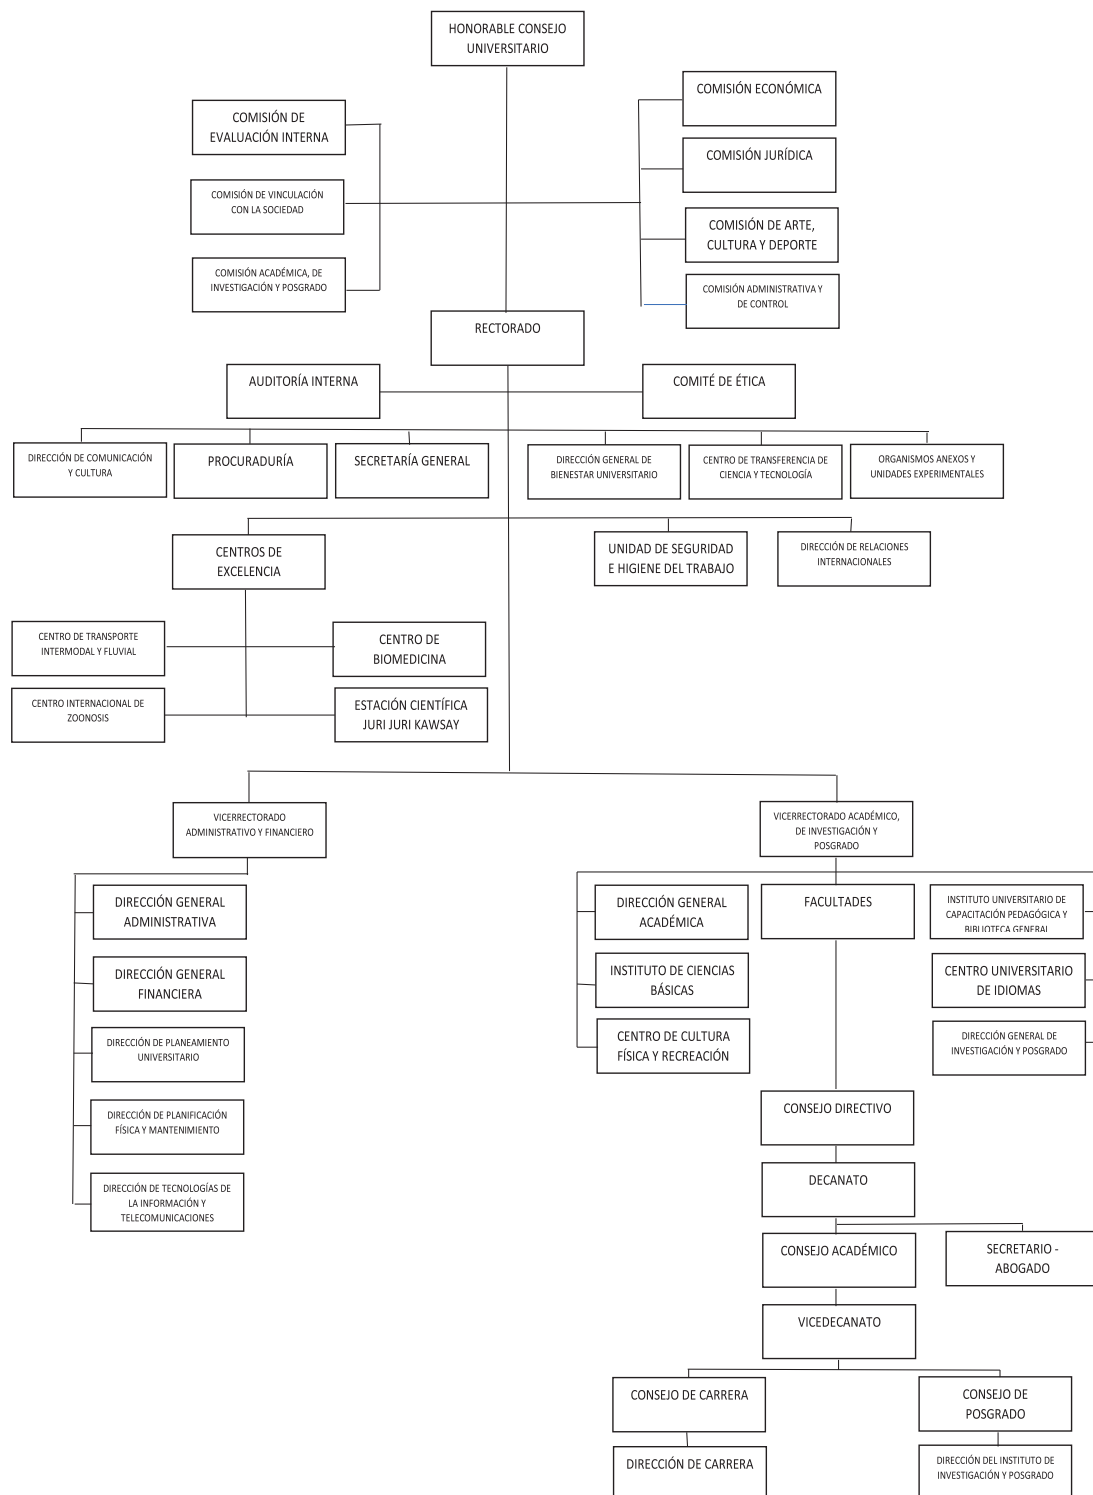 HONORABLE CONSEJO
UNIVERSITARIO
COMISIÓN DE
EVALUACIÓN INTERNA
COMISIÓN DE VINCULACIÓN
CON LA SOCIEDAD
COMISIÓN ACADÉMICA, DE
INVESTIGACIÓN Y POSGRADO
COMISIÓN ECONÓMICA
COMISIÓN JURÍDICA
COMISIÓN DE ARTE,
CULTURA Y DEPORTE
COMISIÓN ADMINISTRATIVA Y
DE CONTROL
RECTORADO
AUDITORÍA INTERNA
COMITÉ DE ÉTICA
DIRECCIÓN DE COMUNICACIÓN
Y CULTURA
PROCURADURÍA
SECRETARÍA GENERAL
DIRECCIÓN GENERAL DE
BIENESTAR UNIVERSITARIO
CENTRO DE TRANSFERENCIA DE
CIENCIA Y TECNOLOGÍA
ORGANISMOS ANEXOS Y
UNIDADES EXPERIMENTALES
CENTROS DE
EXCELENCIA
UNIDAD DE SEGURIDAD
E HIGIENE DEL TRABAJO
DIRECCIÓN DE RELACIONES
INTERNACIONALES
CENTRO DE TRANSPORTE
INTERMODAL Y FLUVIAL
CENTRO DE
BIOMEDICINA
CENTRO INTERNACIONAL DE
ZOONOSIS
ESTACIÓN CIENTÍFICA
JURI JURI KAWSAY
VICERRECTORADO
ADMINISTRATIVO Y FINANCIERO
VICERRECTORADO ACADÉMICO,
DE INVESTIGACIÓN Y
POSGRADO
DIRECCIÓN GENERAL
ADMINISTRATIVA
DIRECCIÓN GENERAL
FINANCIERA
DIRECCIÓN DE PLANEAMIENTO
UNIVERSITARIO
DIRECCIÓN DE PLANIFICACIÓN
FÍSICA Y MANTENIMIENTO
DIRECCIÓN DE TECNOLOGÍAS DE
LA INFORMACIÓN Y
TELECOMUNICACIONES
DIRECCIÓN GENERAL
ACADÉMICA
INSTITUTO DE CIENCIAS
BÁSICAS
CENTRO DE CULTURA
FÍSICA Y RECREACIÓN
FACULTADES
INSTITUTO UNIVERSITARIO DE
CAPACITACIÓN PEDAGÓGICA Y
BIBLIOTECA GENERAL
CENTRO UNIVERSITARIO
DE IDIOMAS
DIRECCIÓN GENERAL DE
INVESTIGACIÓN Y POSGRADO
CONSEJO DIRECTIVO
DECANATO
CONSEJO ACADÉMICO
SECRETARIO -
ABOGADO
VICEDECANATO
CONSEJO DE CARRERA
CONSEJO DE
POSGRADO
DIRECCIÓN DE CARRERA
DIRECCIÓN DEL INSTITUTO DE
INVESTIGACIÓN Y POSGRADO